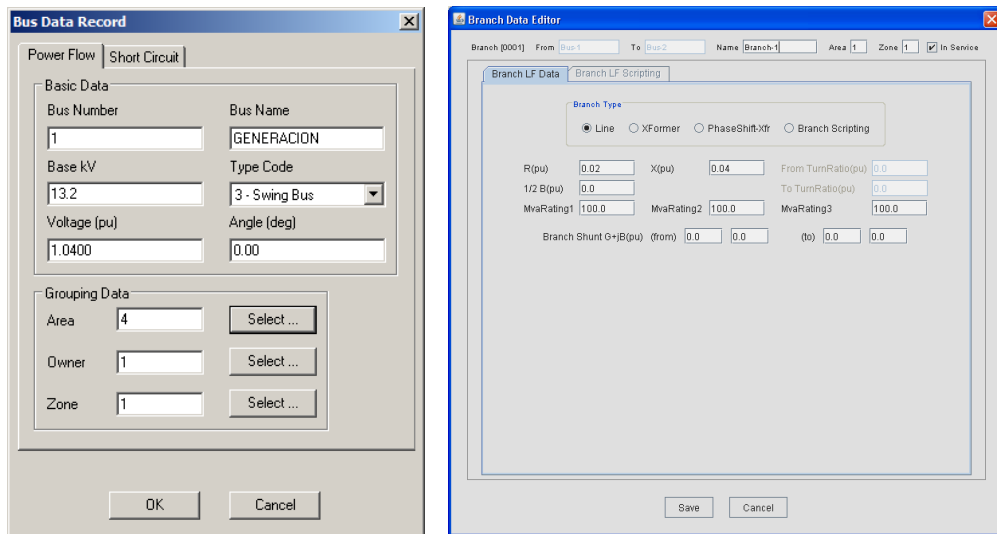 Bus Data Record
Power Flow Short Circuit
Basic Data
Bus Number Bus Name
1 GENERACION
Base kV Type Code
13.2 3 - Swing Bus
Voltage (pu) Angle (deg)
1.0400 0.00
Grouping Data
Area 4 Select ...
Owner 1 Select ...
Zone 1 Select ...
OK Cancel
Branch Data Editor
Branch [0001] From Bus-1 To Bus-2 Name Branch-1 Area 1 Zone 1 In Service
Branch LF Data Branch LF Scripting
Branch Type
Line XFormer PhaseShift-Xfr Branch Scripting
R(pu) 0.02 X(pu) 0.04 From TurnRatio(pu) 0.0
1/2 B(pu) 0.0 To TurnRatio(pu) 0.0
MvaRating1 100.0 MvaRating2 100.0 MvaRating3 100.0
Branch Shunt G+jB(pu) (from) 0.0 0.0 (to) 0.0 0.0
Save Cancel